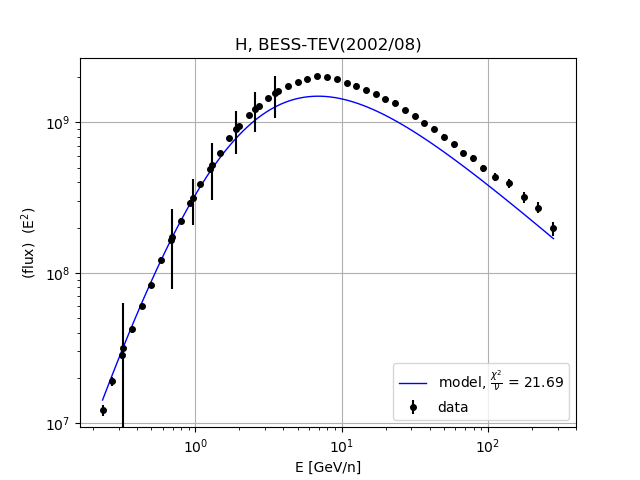 H, BESS-TEV(2002/08)
(flux) (E²)
10⁹
10⁸
10⁷
10⁰ 10¹ 10²
E [GeV/n]
model, χ²/ν = 21.69
data